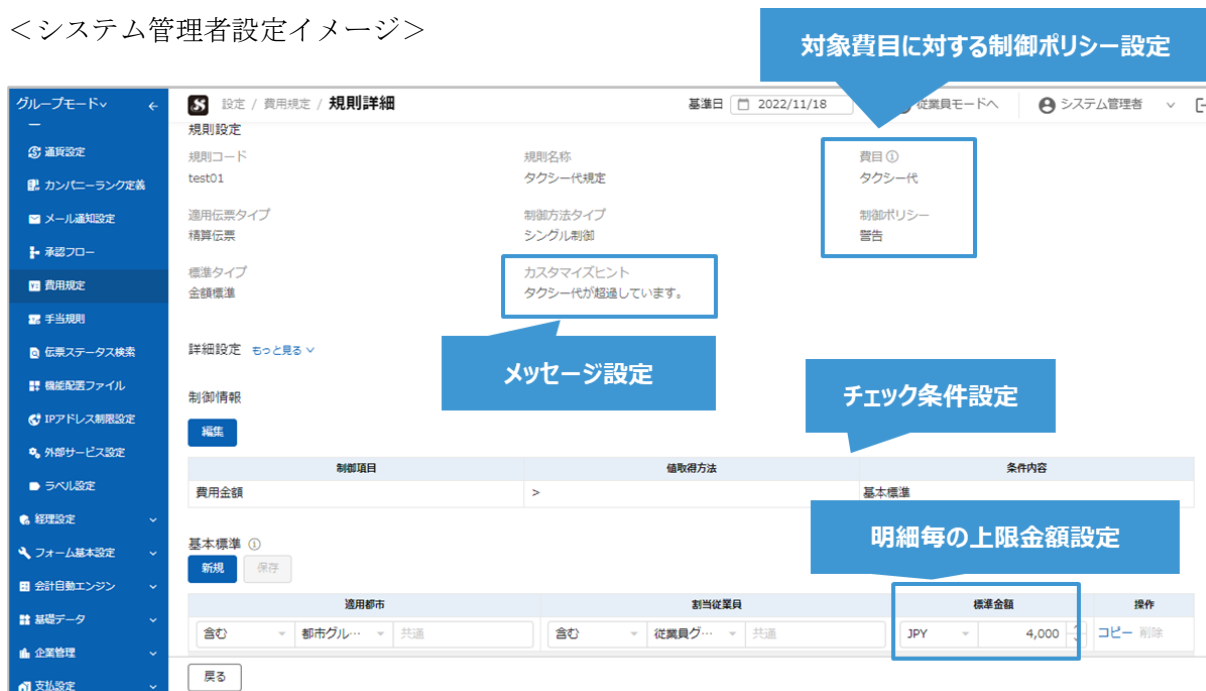 ＜システム管理者設定イメージ＞
対象費目に対する制御ポリシー設定
グループモード
設定 / 費用規定 / 規則詳細
基準日 2022/11/18 従業員モードへ システム管理者
通貨設定
カンパニーランク定義
メール通知設定
承認フロー
費用規定
手当規則
伝票ステータス検索
機能配置ファイル
IPアドレス制限設定
外部サービス設定
ラベル設定
経理設定
フォーム基本設定
会計自動エンジン
基礎データ
企業管理
支払設定
規則設定
規則コード 規則名称 費目
test01 タクシー代規定 タクシー代
適用伝票タイプ 制御方法タイプ 制御ポリシー
精算伝票 シングル制御 警告
標準タイプ カスタマイズヒント
金額標準 タクシー代が超過しています。
詳細設定 もっと見る
メッセージ設定
チェック条件設定
制御情報
編集
制御項目 値取得方法 条件内容
費用金額 > 基本標準
明細毎の上限金額設定
基本標準
新規 保存
適用都市 割当従業員 標準金額 操作
含む 都市グル… 共通 含む 従業員グ… 共通 JPY 4,000 コピー 削除
戻る